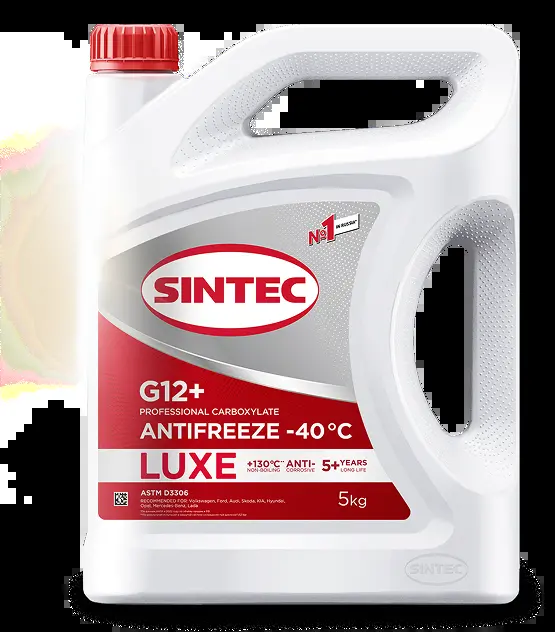 №1 IN RUSSIA*
SINTEC
G12+
PROFESSIONAL CARBOXYLATE
ANTIFREEZE -40 °C
LUXE
+130°C** ANTI- 5+ YEARS
NON-BOILING CORROSIVE LONG LIFE
ASTM D3306
RECOMMENDED FOR: Volkswagen, Ford, Audi, Skoda, KIA, Hyundai,
Opel, Mercedes-Benz, Lada
5kg
SINTEC